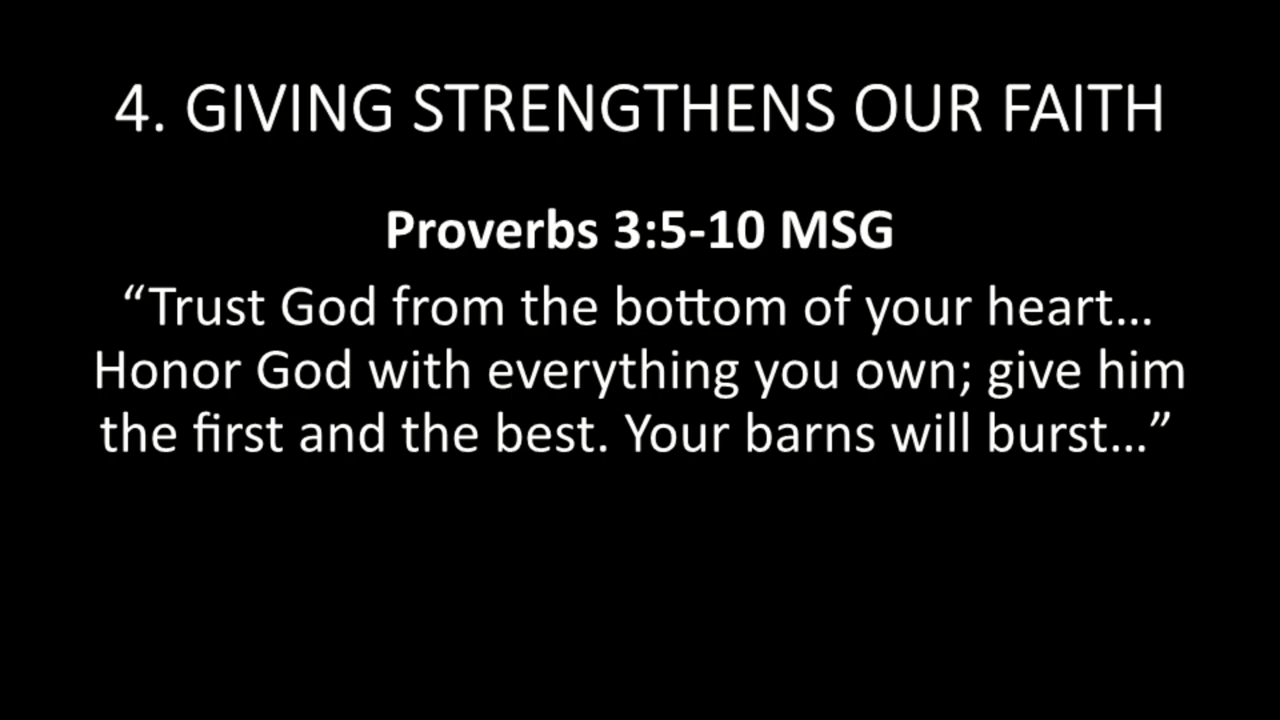 4. GIVING STRENGTHENS OUR FAITH
Proverbs 3:5-10 MSG
“Trust God from the bottom of your heart…
Honor God with everything you own; give him
the first and the best. Your barns will burst…”